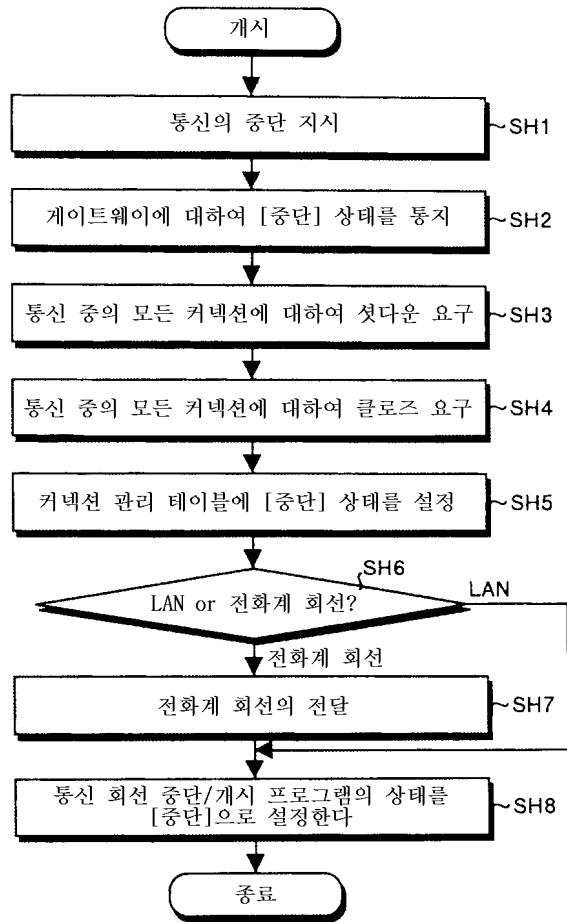 개시
통신의 중단 지시
SH1
게이트웨이에 대하여 [중단] 상태를 통지
SH2
통신 중의 모든 커넥션에 대하여 셧다운 요구
SH3
통신 중의 모든 커넥션에 대하여 클로즈 요구
SH4
커넥션 관리 테이블에 [중단] 상태를 설정
SH5
SH6
LAN or 전화계 회선?
LAN
전화계 회선
전화계 회선의 전달
SH7
통신 회선 중단/개시 프로그램의 상태를
[중단]으로 설정한다
SH8
종료